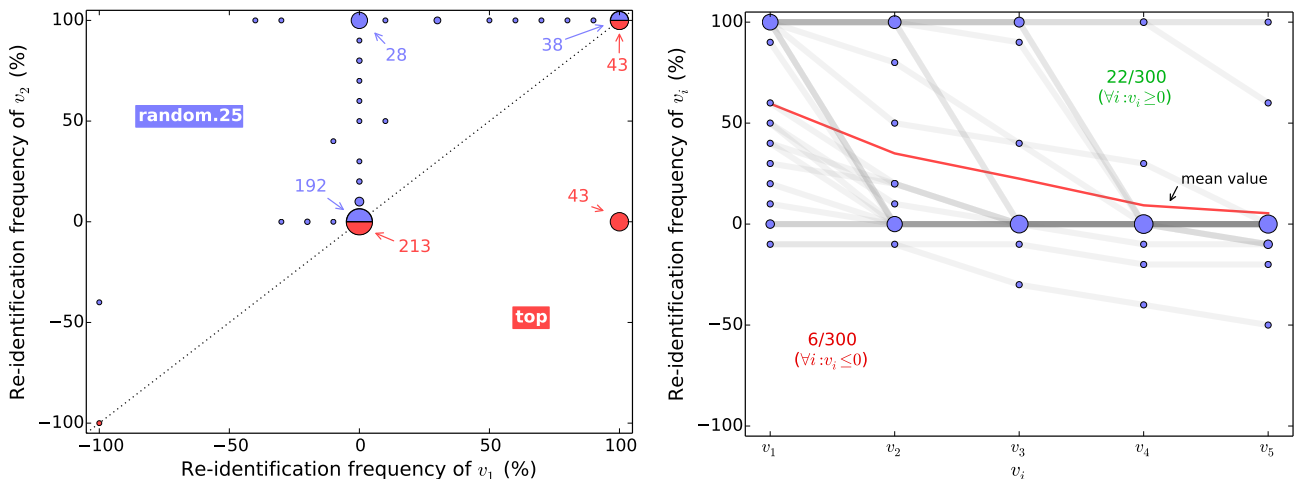 Re-identification frequency of v₂ (%)
100
50
0
−50
−100
28
38
43
random.25
192
43
213
top
−100
−50
0
50
100
Re-identification frequency of v₁ (%)
Re-identification frequency of vᵢ (%)
100
50
0
−50
−100
22/300
(∀i:vᵢ≥0)
mean value
6/300
(∀i:vᵢ≤0)
v₁
v₂
v₃
v₄
v₅
vᵢ